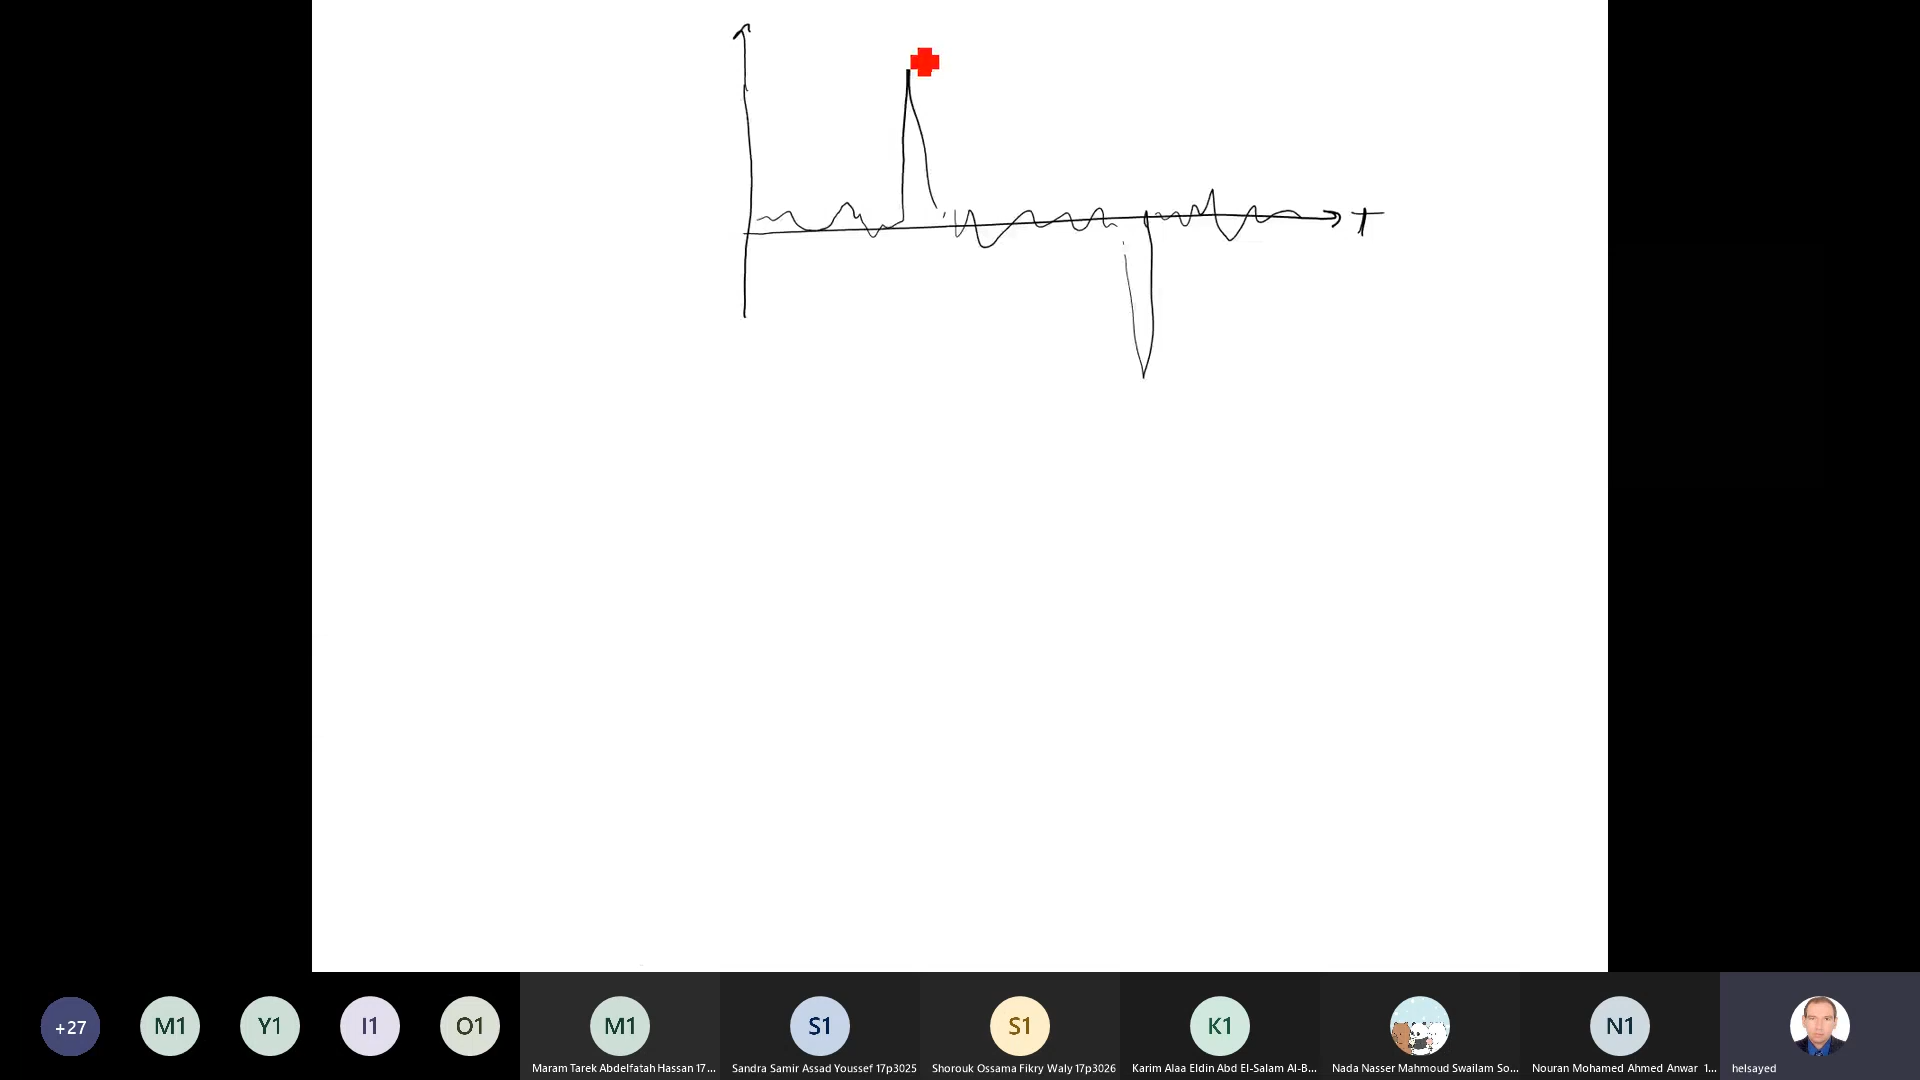 T
+27
M1
Y1
I1
O1
M1
S1
S1
K1
N1
Maram Tarek Abdelfatah Hassan 17...
Sandra Samir Assad Youssef 17p3025
Shorouk Ossama Fikry Waly 17p3026
Karim Alaa Eldin Abd El-Salam Al-B...
Nada Nasser Mahmoud Swailam So...
Nouran Mohamed Ahmed Anwar 1...
helsayed